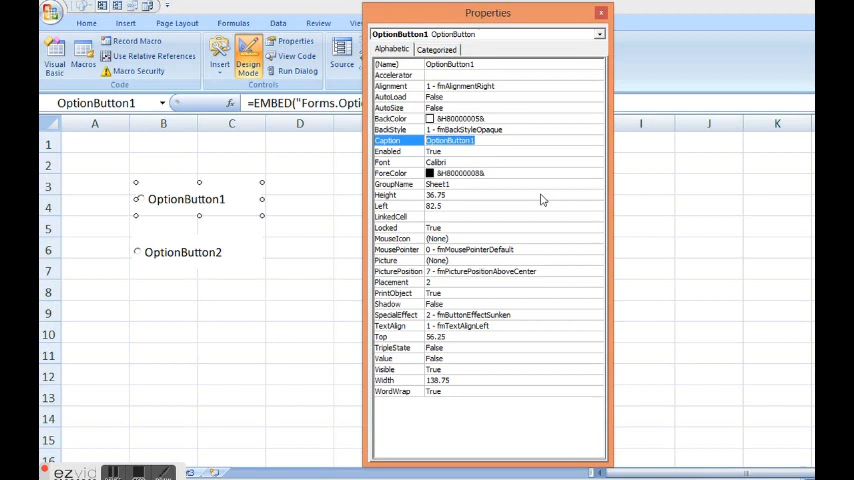 Properties
Home Insert Page Layout Formulas Data Review
Record Macro
Use Relative References
Macro Security
Visual Basic
Macros
Code
Insert
Design Mode
Properties
View Code
Run Dialog
Controls
Source
OptionButton1
fx =EMBED("Forms.Optio
A B C D I J K
1
2
3
4
5
6
7
8
9
10
11
12
13
14
15
16
OptionButton1
OptionButton2
OptionButton1 OptionButton
Alphabetic Categorized
(Name) OptionButton1
Accelerator
Alignment 1 - fmAlignmentRight
AutoLoad False
AutoSize False
BackColor &H80000005&
BackStyle 1 - fmBackStyleOpaque
Caption OptionButton1
Enabled True
Font Calibri
ForeColor &H80000008&
GroupName Sheet1
Height 36.75
Left 82.5
LinkedCell
Locked True
MouseIcon (None)
MousePointer 0 - fmMousePointerDefault
Picture (None)
PicturePosition 7 - fmPicturePositionAboveCenter
Placement 2
PrintObject True
Shadow False
SpecialEffect 2 - fmButtonEffectSunken
TextAlign 1 - fmTextAlignLeft
Top 56.25
TripleState False
Value False
Visible True
Width 138.75
WordWrap True
ezvid